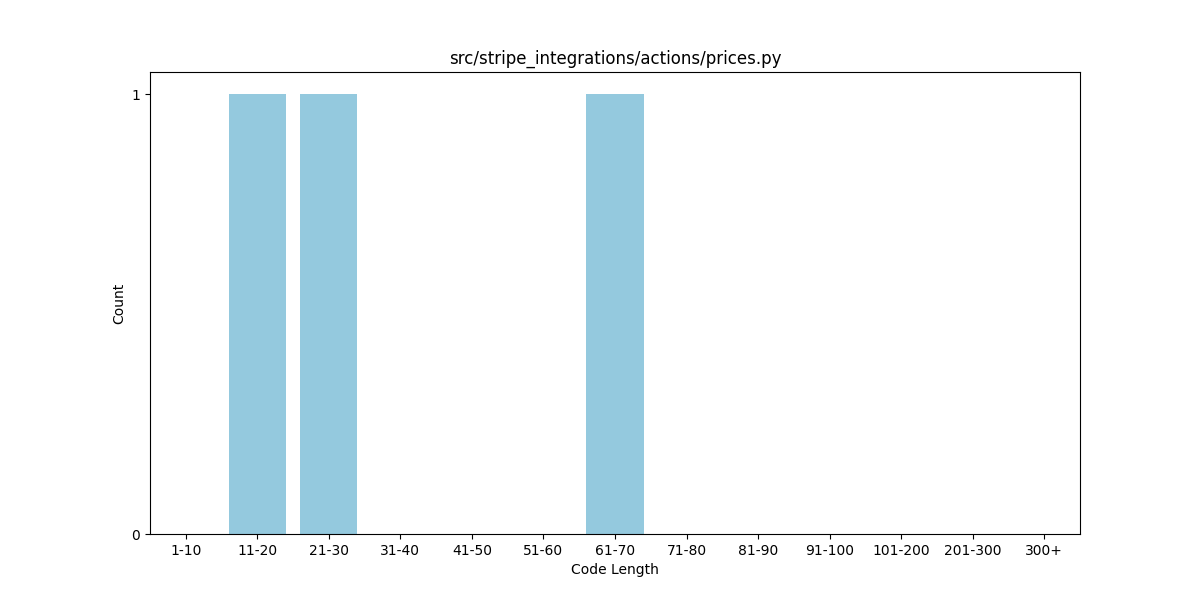 src/stripe_integrations/actions/prices.py
Count
1
0
1-10 11-20 21-30 31-40 41-50 51-60 61-70 71-80 81-90 91-100 101-200 201-300 300+
Code Length